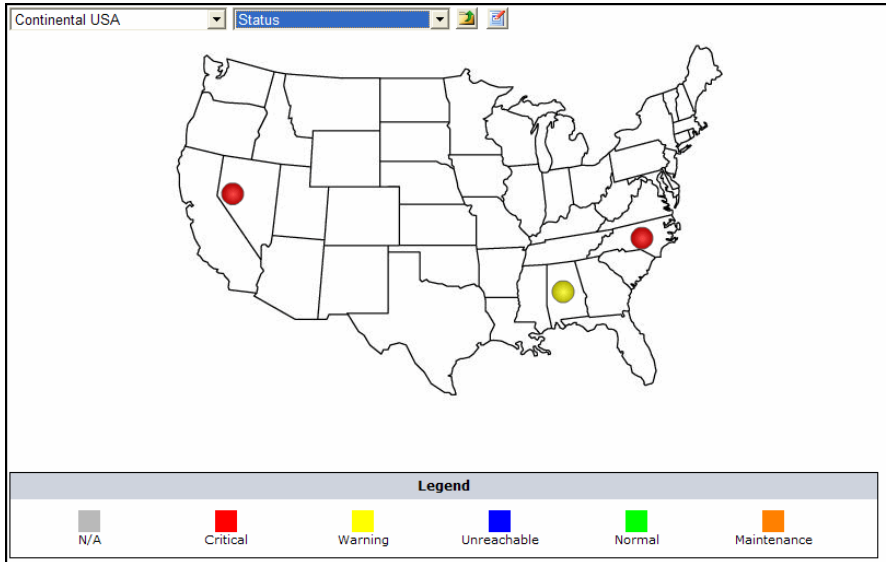 Continental USA Status
Legend
N/A Critical Warning Unreachable Normal Maintenance